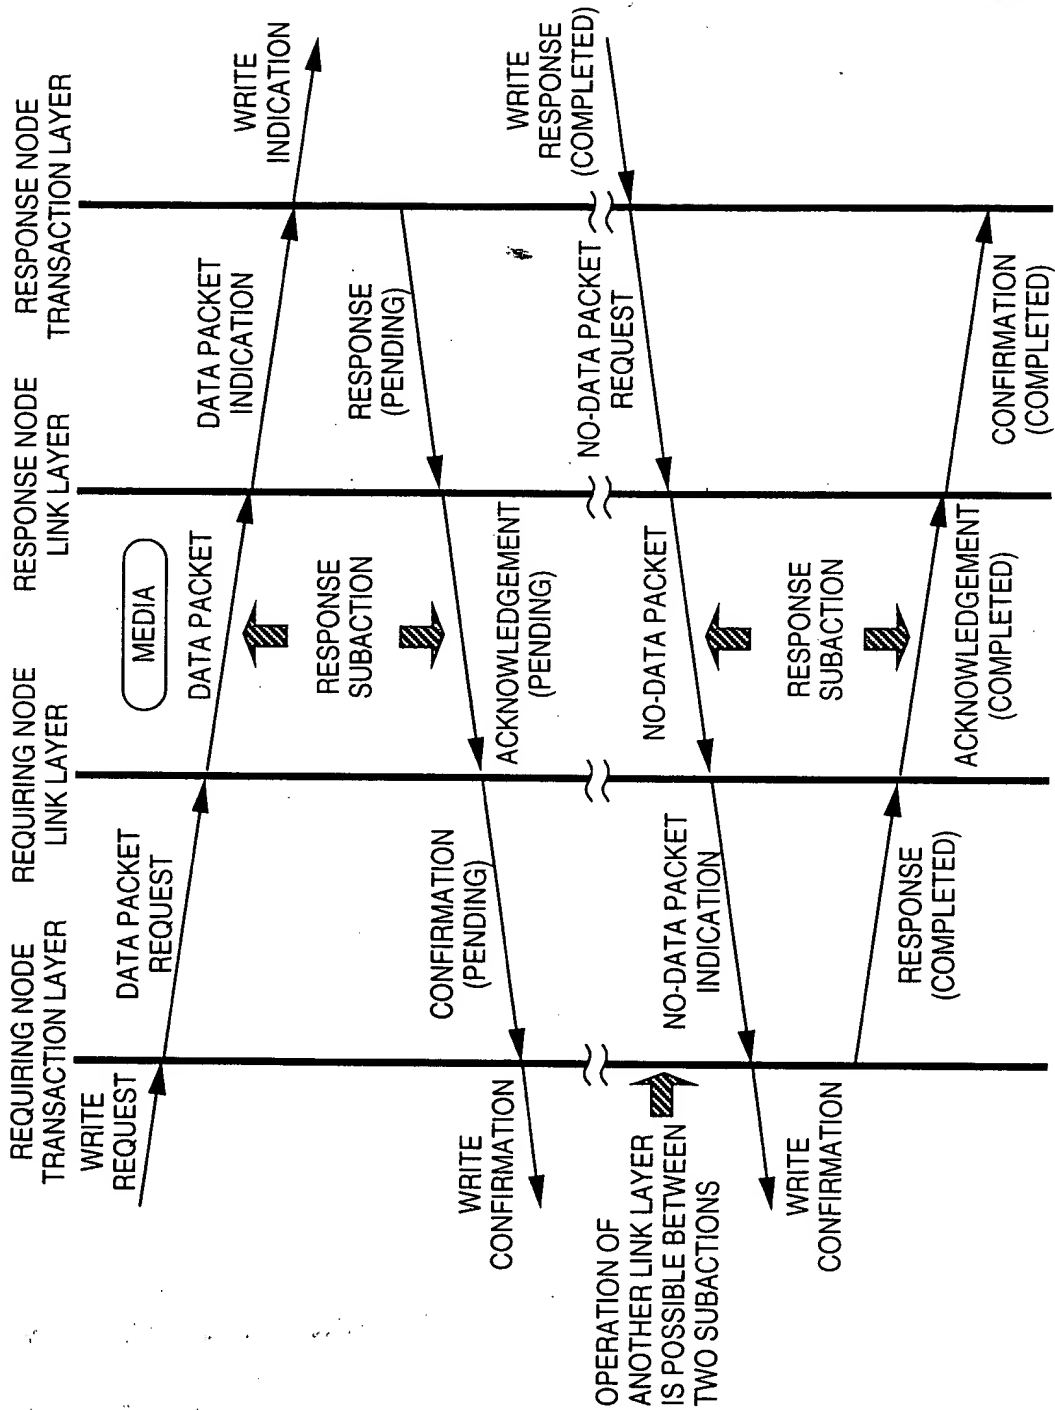 REQUIRING NODE
TRANSACTION LAYER
REQUIRING NODE
LINK LAYER
RESPONSE NODE
LINK LAYER
RESPONSE NODE
TRANSACTION LAYER
WRITE
REQUEST
DATA PACKET
REQUEST
MEDIA
DATA PACKET
DATA PACKET
INDICATION
WRITE
INDICATION
RESPONSE
SUBACTION
RESPONSE
(PENDING)
ACKNOWLEDGEMENT
(PENDING)
CONFIRMATION
(PENDING)
WRITE
CONFIRMATION
OPERATION OF
ANOTHER LINK LAYER
IS POSSIBLE BETWEEN
TWO SUBACTIONS
WRITE
RESPONSE
(COMPLETED)
NO-DATA PACKET
REQUEST
NO-DATA PACKET
NO-DATA PACKET
INDICATION
WRITE
CONFIRMATION
RESPONSE
SUBACTION
RESPONSE
(COMPLETED)
ACKNOWLEDGEMENT
(COMPLETED)
CONFIRMATION
(COMPLETED)